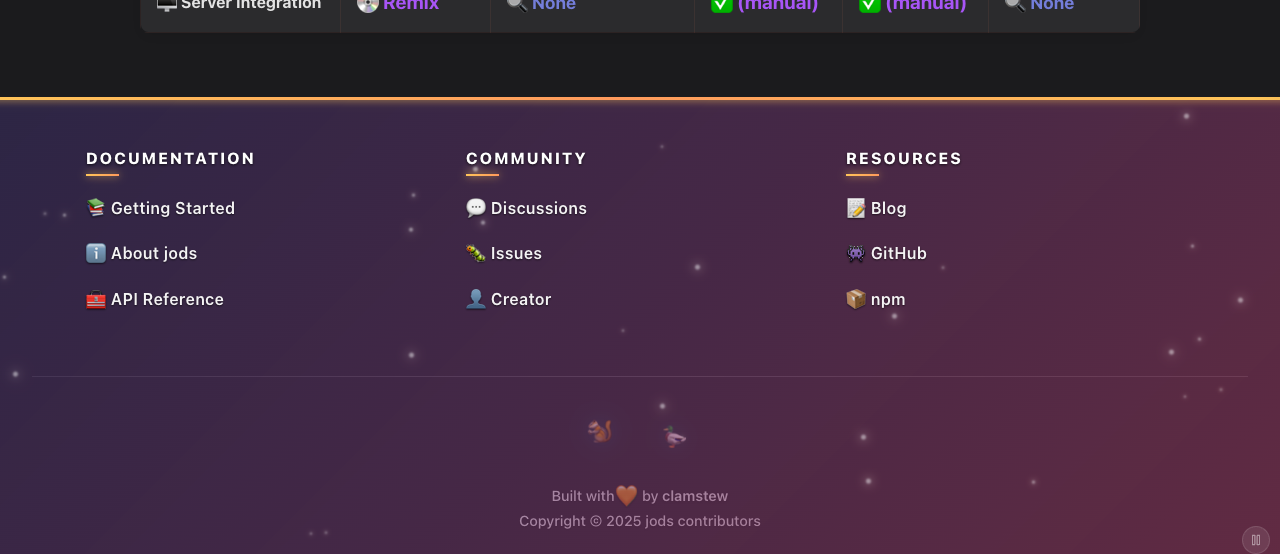 Server Integration Remix None (manual) (manual) None
DOCUMENTATION
Getting Started
About jods
API Reference
COMMUNITY
Discussions
Issues
Creator
RESOURCES
Blog
GitHub
npm
Built with by clamstew
Copyright © 2025 jods contributors